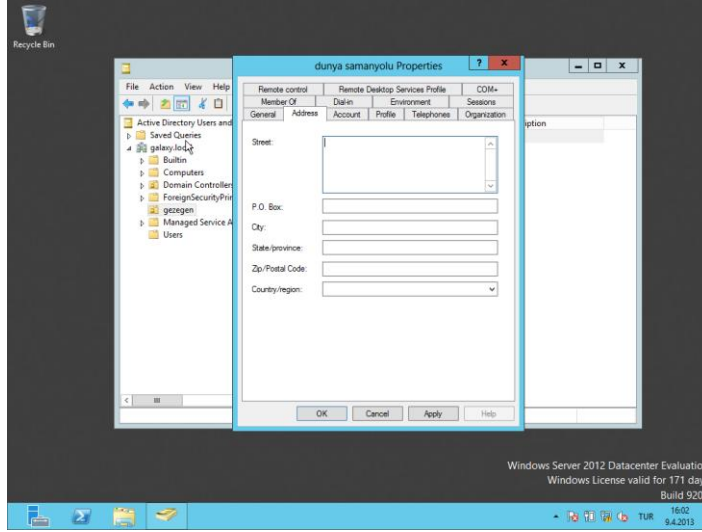 Recycle Bin
dunya samanyolu Properties
? x
File Action View Help
Active Directory Users and
Saved Queries
galaxy.loc
Builtin
Computers
Domain Controllers
ForeignSecurityPrin
gezegen
Managed Service A
Users
Remote control Remote Desktop Services Profile COM+
Member Of Dial-in Environment Sessions
General Address Account Profile Telephones Organization
Street:
P.O. Box:
City:
State/province:
Zip/Postal Code:
Country/region:
OK Cancel Apply Help
iption
Windows Server 2012 Datacenter Evaluatio
Windows License valid for 171 day
Build 920
TUR 16:02
9.4.2013